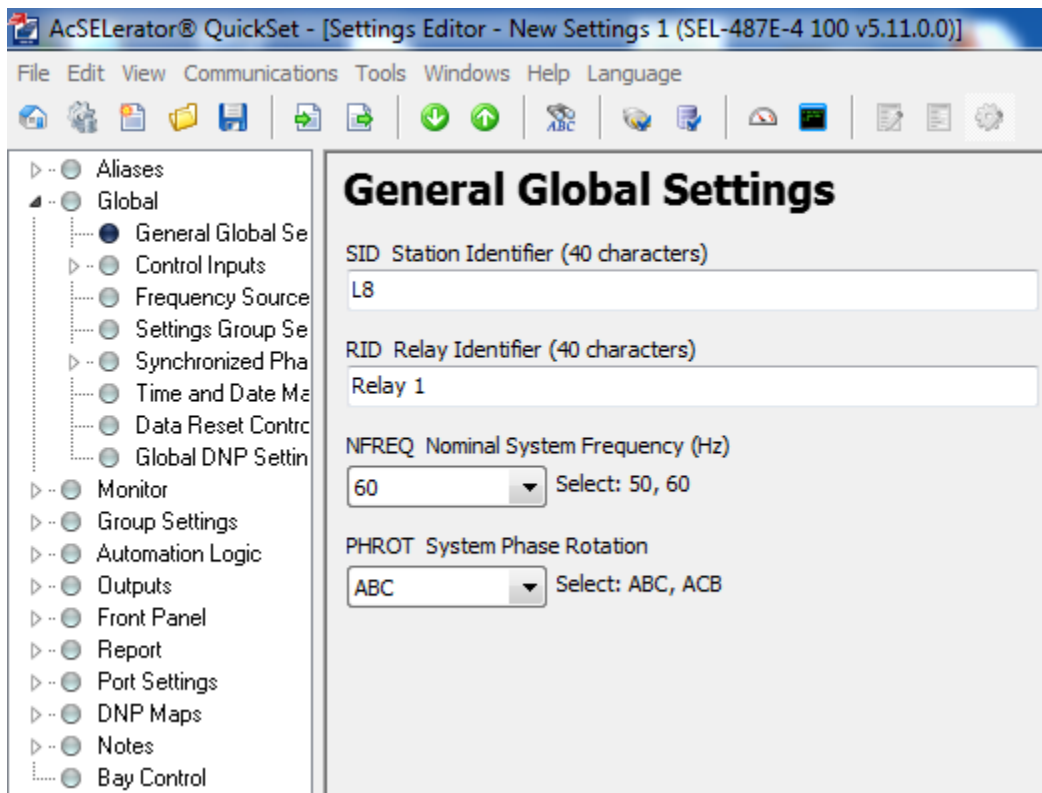 AcSELerator® QuickSet - [Settings Editor - New Settings 1 (SEL-487E-4 100 v5.11.0.0)]
File Edit View Communications Tools Windows Help Language
ABC
Aliases
Global
General Global Se
Control Inputs
Frequency Source
Settings Group Se
Synchronized Pha
Time and Date Ma
Data Reset Contro
Global DNP Settin
Monitor
Group Settings
Automation Logic
Outputs
Front Panel
Report
Port Settings
DNP Maps
Notes
Bay Control
General Global Settings
SID Station Identifier (40 characters)
L8
RID Relay Identifier (40 characters)
Relay 1
NFREQ Nominal System Frequency (Hz)
60 Select: 50, 60
PHROT System Phase Rotation
ABC Select: ABC, ACB